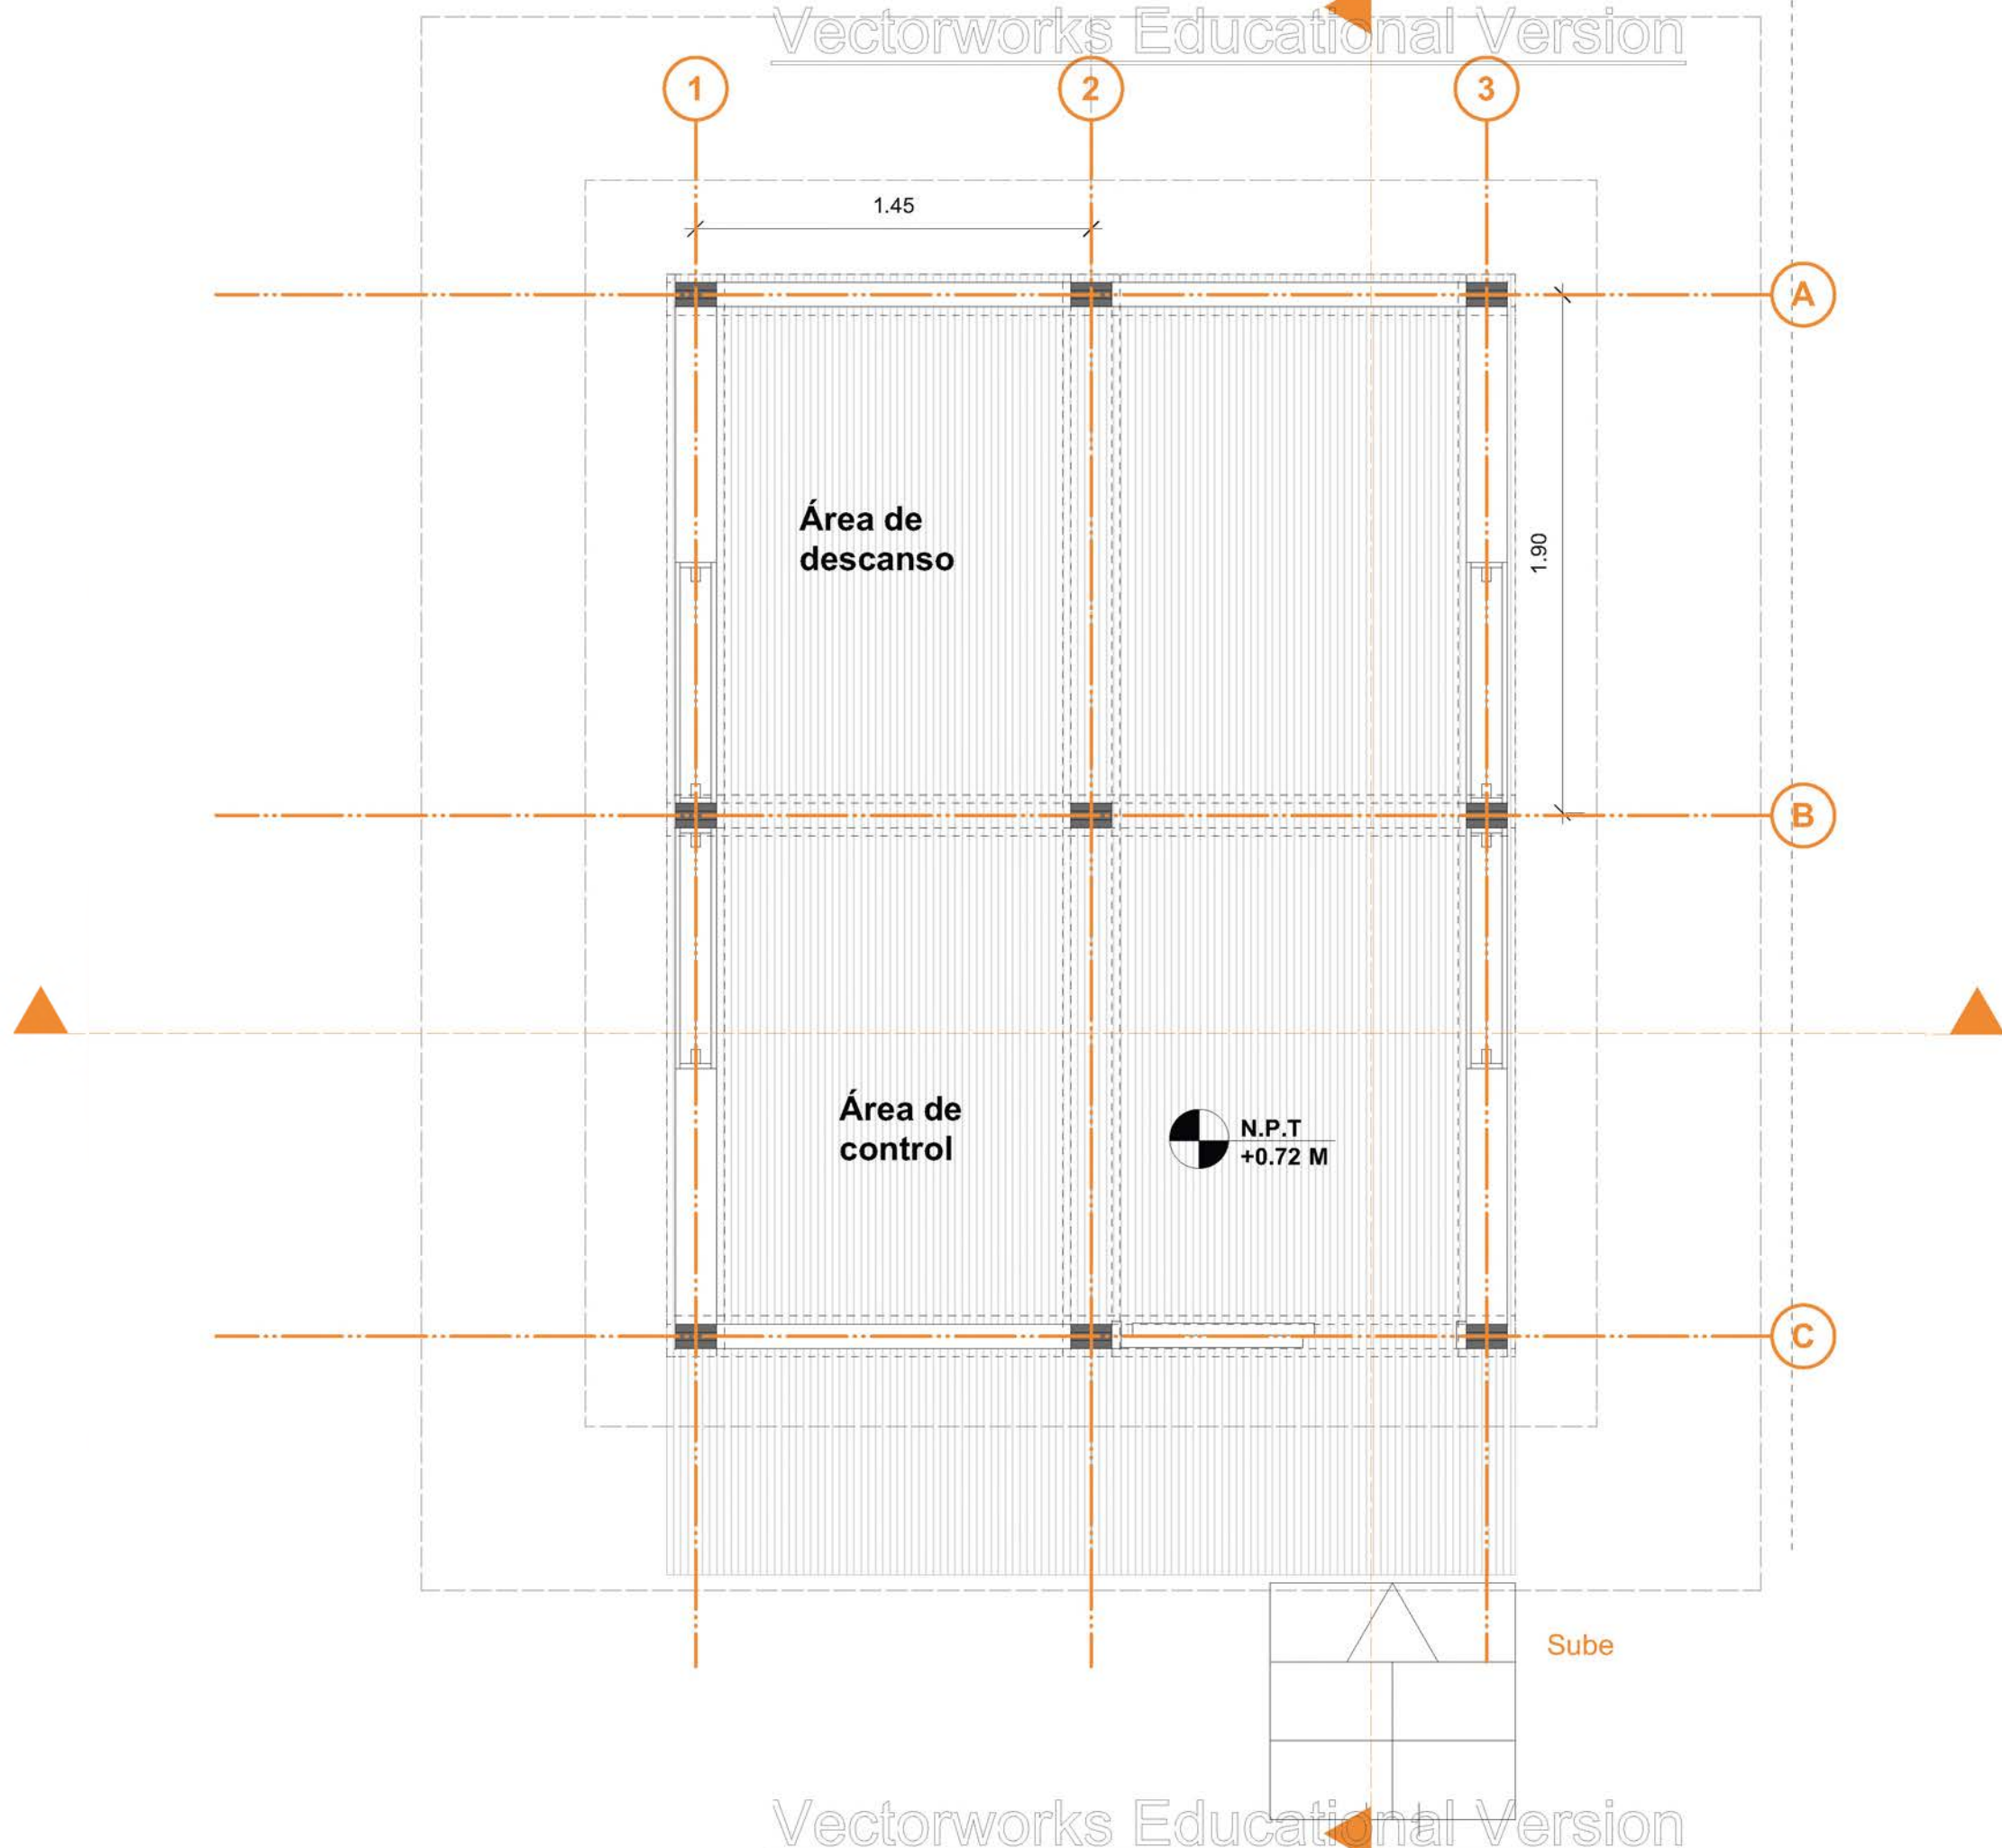 Vectorworks Educational Version
1
2
3
1.45
A
Área de
descanso
1.90
B
Área de
control
N.P.T
+0.72 M
C
Sube
Vectorworks Educational Version